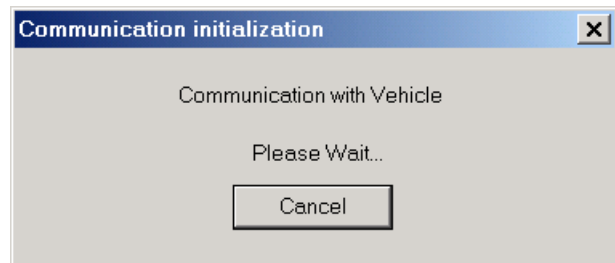 Communication initialization
Communication with Vehicle
Please Wait...
Cancel